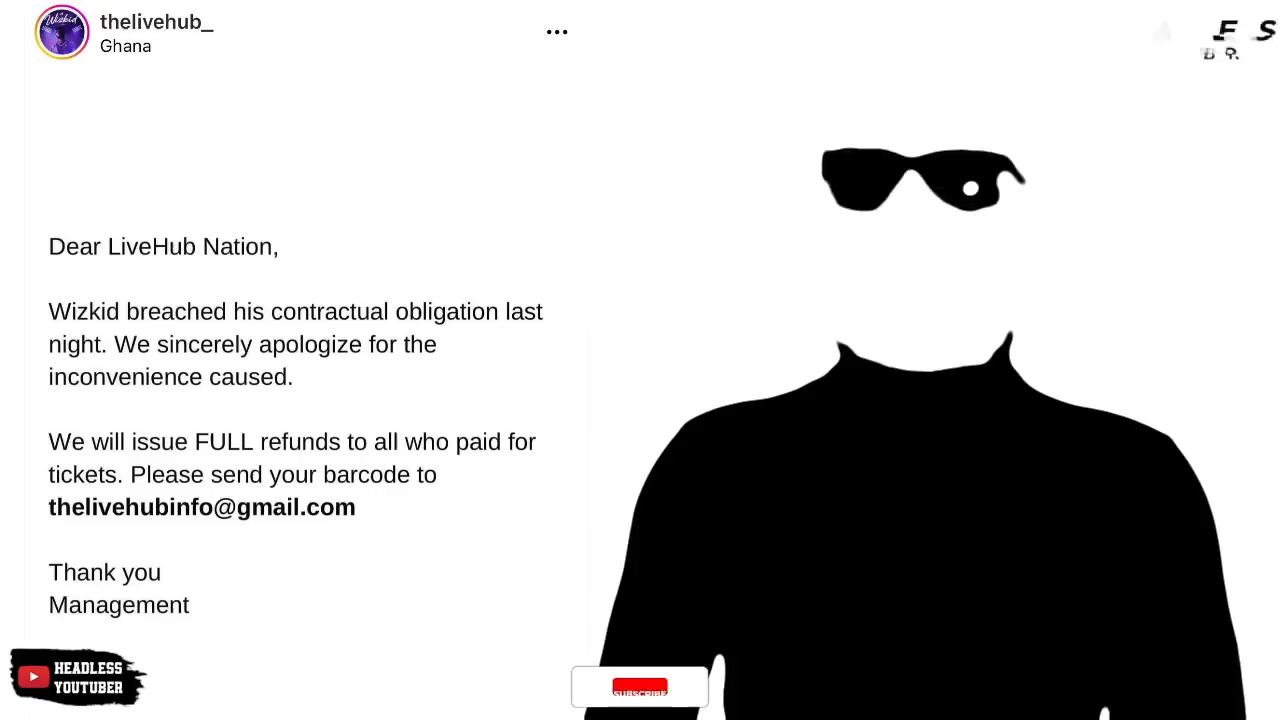 thelivehub_
Ghana
Dear LiveHub Nation,
Wizkid breached his contractual obligation last
night. We sincerely apologize for the
inconvenience caused.
We will issue FULL refunds to all who paid for
tickets. Please send your barcode to
thelivehubinfo@gmail.com
Thank you
Management
HEADLESS
YOUTUBER
SUBSCRIBE